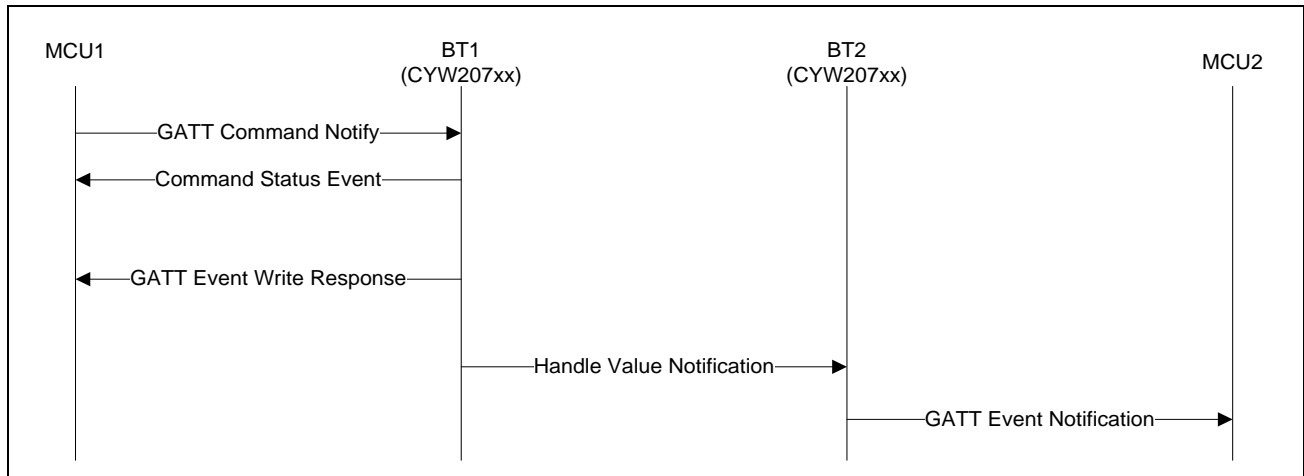 MCU1
BT1
(CYW207xx)
BT2
(CYW207xx)
MCU2
GATT Command Notify
Command Status Event
GATT Event Write Response
Handle Value Notification
GATT Event Notification